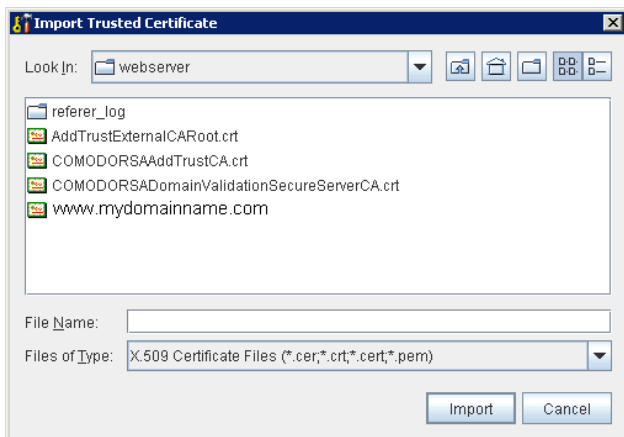 Import Trusted Certificate
Look In: webserver
referer_log
AddTrustExternalCARoot.crt
COMODORSAAddTrustCA.crt
COMODORSADomainValidationSecureServerCA.crt
www.mydomainname.com
File Name:
Files of Type: X.509 Certificate Files (*.cer;*.crt;*.cert;*.pem)
Import Cancel